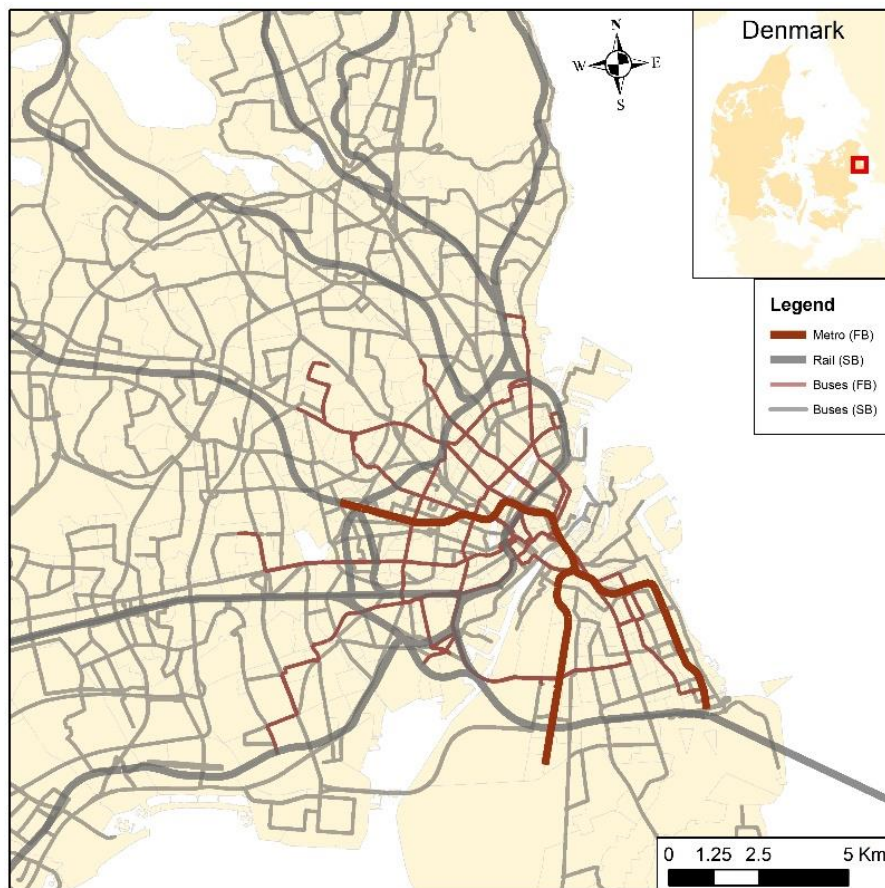 N
W E
S
Denmark
Legend
Metro (FB)
Rail (SB)
Buses (FB)
Buses (SB)
0 1.25 2.5 5 Km